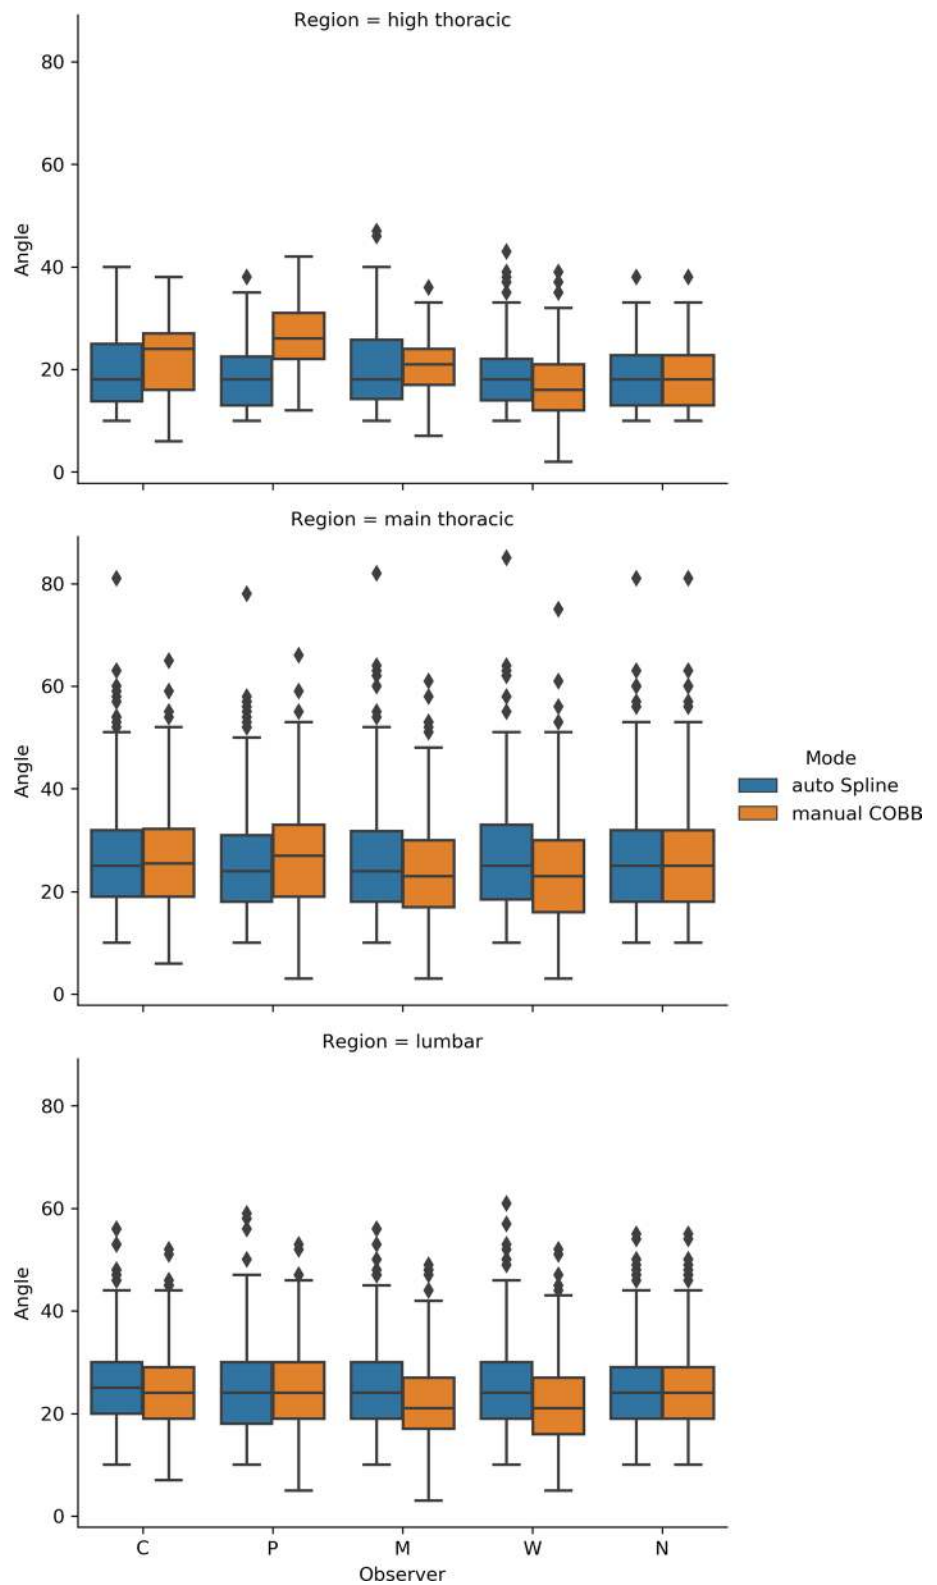 Region = high thoracic
80
60
40
20
0
Angle
Region = main thoracic
80
60
40
20
0
Angle
Mode
auto Spline
manual COBB
Region = lumbar
80
60
40
20
0
Angle
C P M W N
Observer